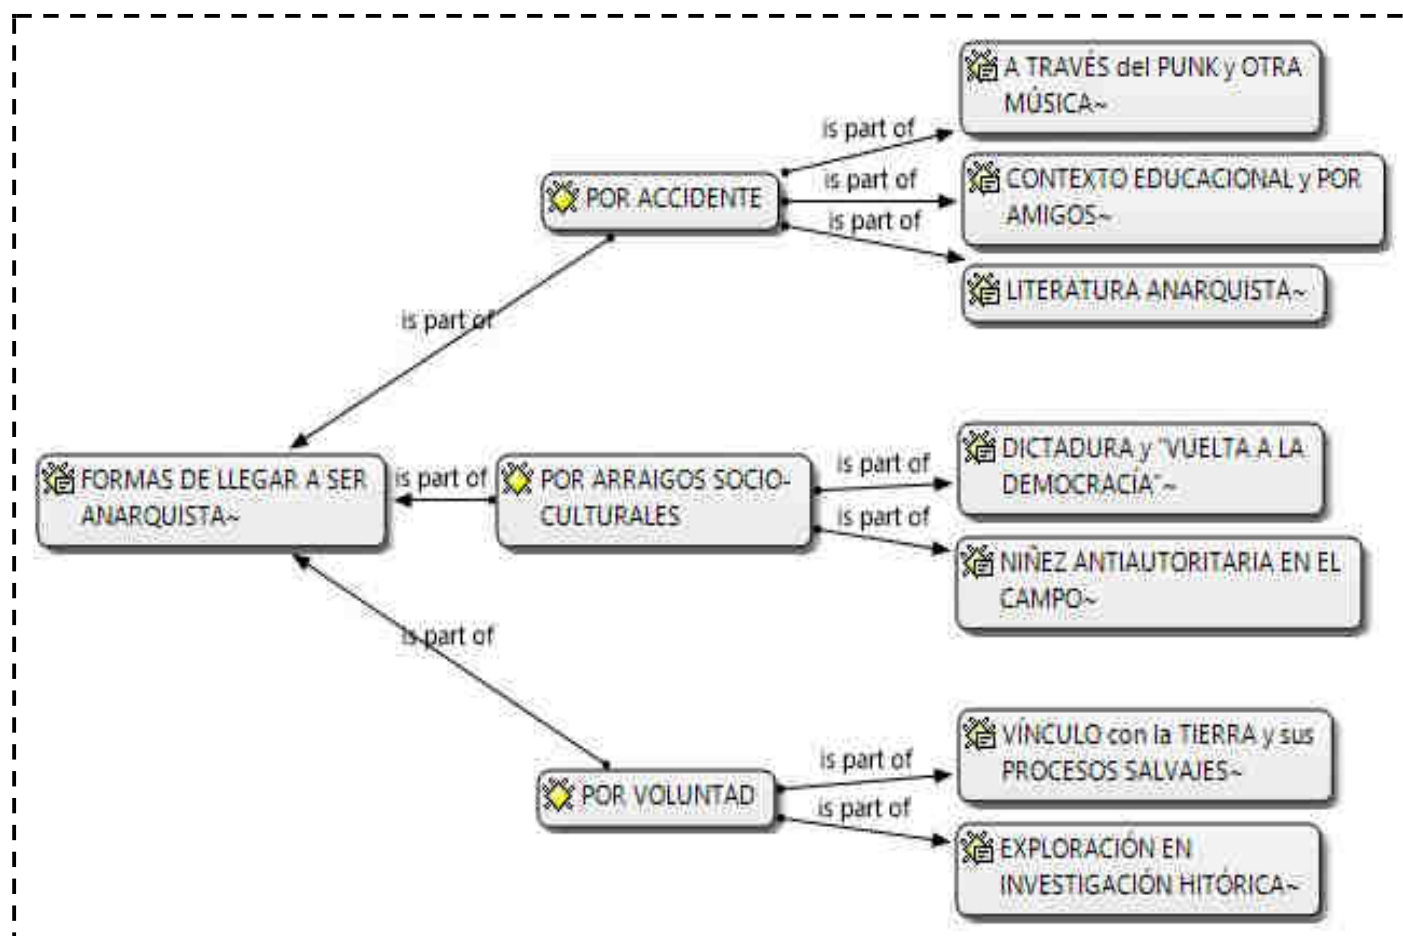 A TRAVÉS del PUNK y OTRA
MÚSICA~
is part of
POR ACCIDENTE
is part of
CONTEXTO EDUCACIONAL y POR
AMIGOS~
is part of
LITERATURA ANARQUISTA~
is part of
FORMAS DE LLEGAR A SER
ANARQUISTA~
is part of
POR ARRAIGOS SOCIO-
CULTURALES
is part of
DICTADURA y "VUELTA A LA
DEMOCRACÍA"~
is part of
NIÑEZ ANTIAUTORITARIA EN EL
CAMPO~
is part of
POR VOLUNTAD
is part of
VÍNCULO con la TIERRA y sus
PROCESOS SALVAJES~
is part of
EXPLORACIÓN EN
INVESTIGACIÓN HITÓRICA~